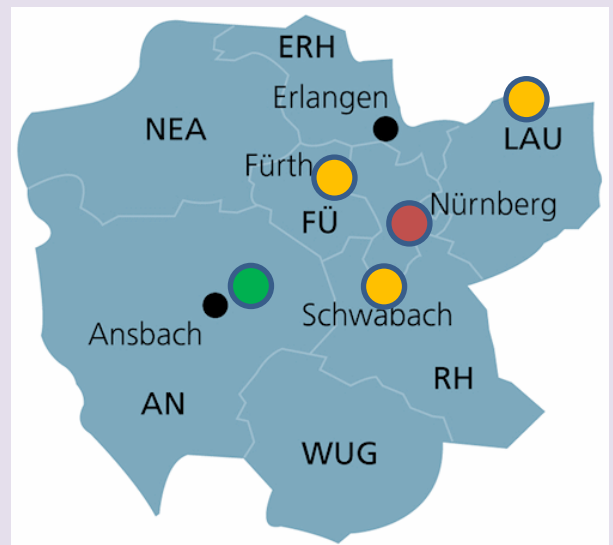 ERH
Erlangen
NEA
LAU
Fürth
Nürnberg
FÜ
Schwabach
Ansbach
RH
AN
WUG